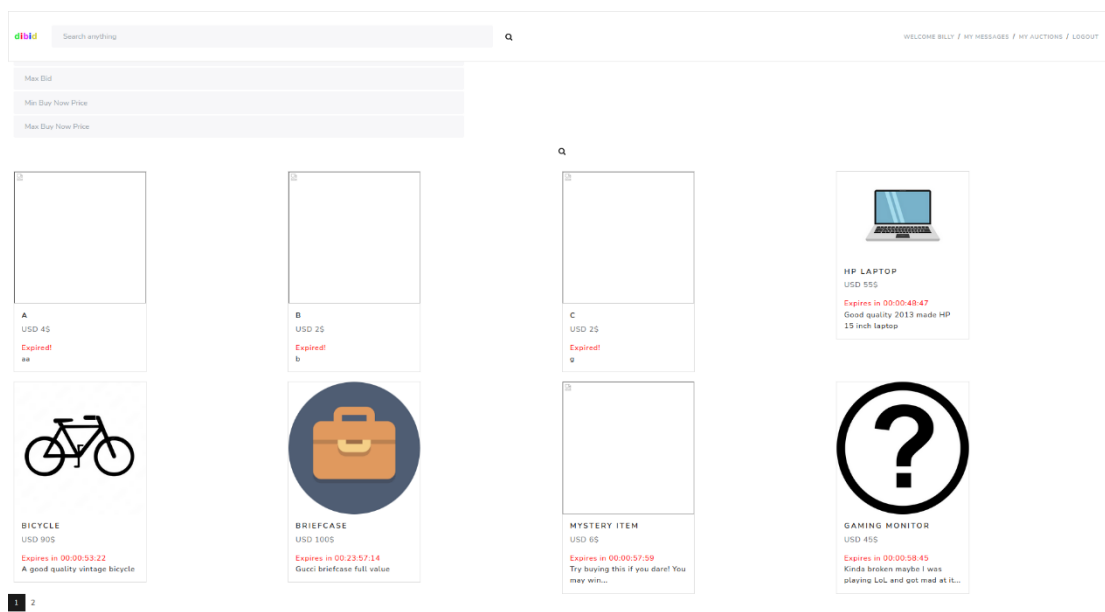 dibid Search anything WELCOME BILLY / MY MESSAGES / MY AUCTIONS / LOGOUT
Max Bid
Min Buy Now Price
Max Buy Now Price
A
USD 4$
Expired!
aa
B
USD 2$
Expired!
b
C
USD 2$
Expired!
g
HP LAPTOP
USD 55$
Expires in 00:00:48:47
Good quality 2013 made HP
15 inch laptop
BICYCLE
USD 90$
Expires in 00:00:53:22
A good quality vintage bicycle
BRIEFCASE
USD 100$
Expires in 00:23:57:14
Gucci briefcase full value
MYSTERY ITEM
USD 6$
Expires in 00:00:57:59
Try buying this if you dare! You
may win...
?
GAMING MONITOR
USD 45$
Expires in 00:00:58:45
Kinda broken maybe I was
playing LoL and got mad at it...
1 2